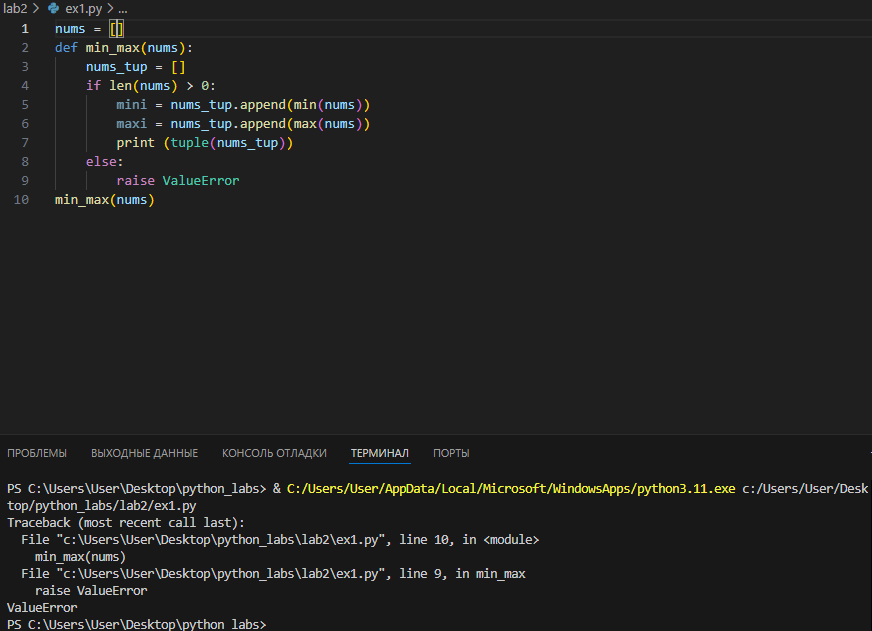 lab2 > ex1.py > ...
1 nums = []
2 def min_max(nums):
3     nums_tup = []
4     if len(nums) > 0:
5         mini = nums_tup.append(min(nums))
6         maxi = nums_tup.append(max(nums))
7         print (tuple(nums_tup))
8     else:
9         raise ValueError
10 min_max(nums)
ПРОБЛЕМЫ ВЫХОДНЫЕ ДАННЫЕ КОНСОЛЬ ОТЛАДКИ ТЕРМИНАЛ ПОРТЫ
PS C:\Users\User\Desktop\python_labs> & C:/Users/User/AppData/Local/Microsoft/WindowsApps/python3.11.exe c:/Users/User/Desk
top/python_labs/lab2/ex1.py
Traceback (most recent call last):
  File "c:\Users\User\Desktop\python_labs\lab2\ex1.py", line 10, in <module>
    min_max(nums)
  File "c:\Users\User\Desktop\python_labs\lab2\ex1.py", line 9, in min_max
    raise ValueError
ValueError
PS C:\Users\User\Desktop\python_labs>